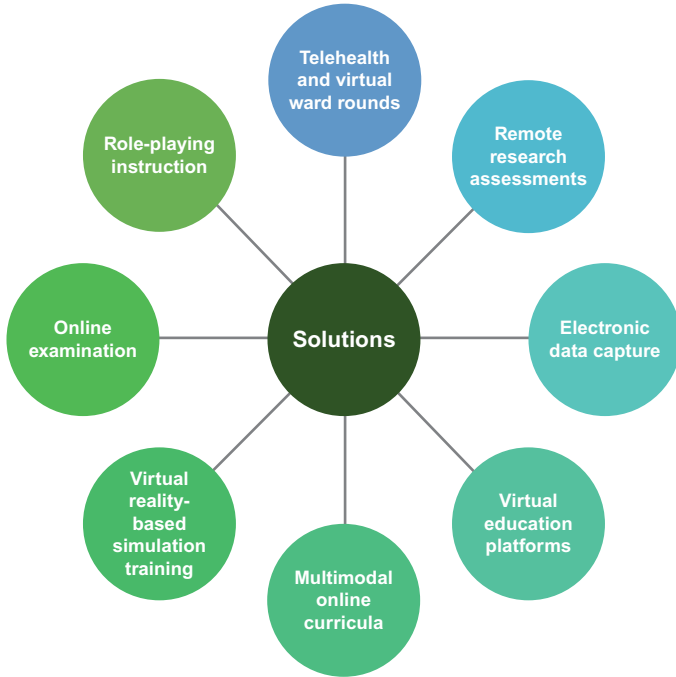 Telehealth
and virtual
ward rounds
Remote
research
assessments
Electronic
data capture
Virtual
education
platforms
Multimodal
online
curricula
Virtual
reality-
based
simulation
training
Online
examination
Role-playing
instruction
Solutions